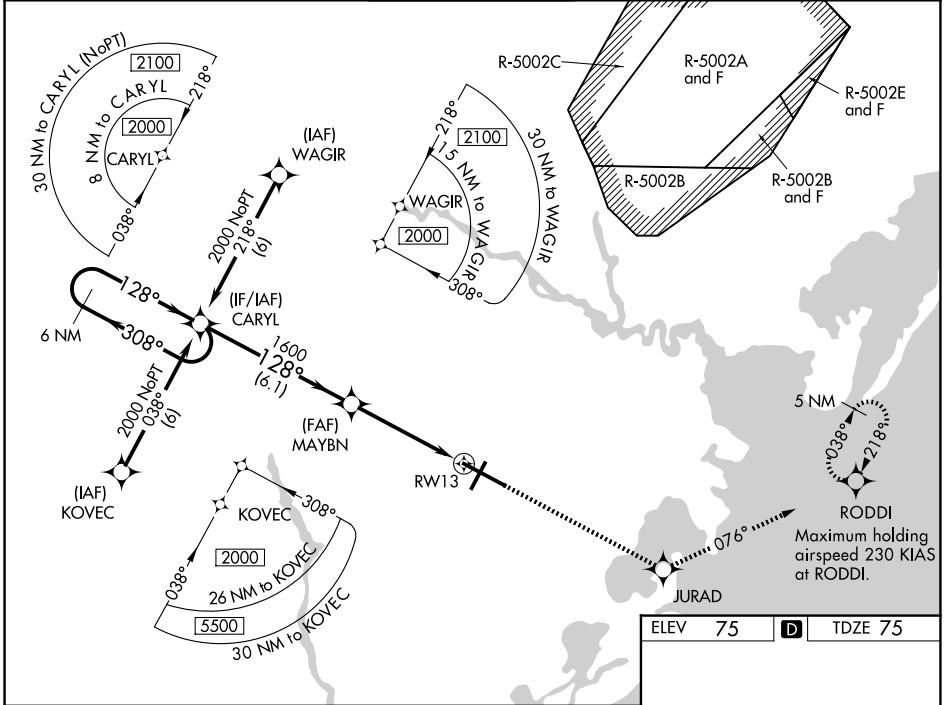 30 NM to CARYL (NoPT)
2100
8 NM to CARYL
2000
218°
CARYL
038°
(IAF)
WAGIR
2000 NoPT
218°
(6)
218°
2100
30 NM to WAGIR
15 NM to WAGIR
WAGIR
2000
308°
R-5002C
R-5002A
and F
R-5002E
and F
R-5002B
R-5002B
and F
128°
308°
6 NM
(IF/IAF)
CARYL
1600
128°
(6.1)
2000 NoPT
038°
(6)
(IAF)
KOVEC
(FAF)
MAYBN
RW13
KOVEC
308°
038°
2000
26 NM to KOVEC
5500
30 NM to KOVEC
5 NM
038°
218°
RODDI
Maximum holding
airspeed 230 KIAS
at RODDI.
076°
JURAD
ELEV 75 D TDZE 75